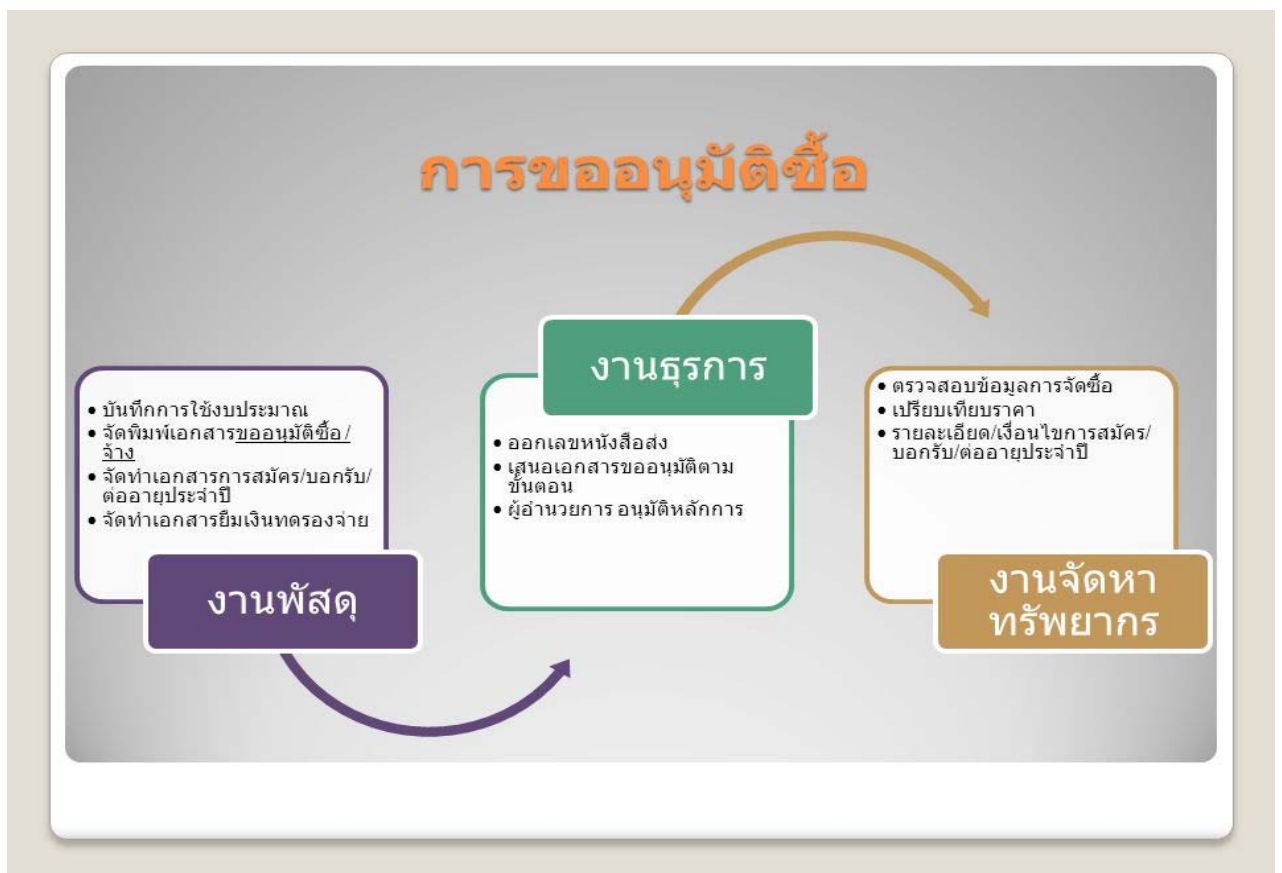 การขออนุมัติซื้อ
• บันทึกการใช้งบประมาณ
• จัดพิมพ์เอกสารขออนุมัติซื้อ/
จ้าง
• จัดทำเอกสารการสมัคร/บอกรับ/
ต่ออายุประจำปี
• จัดทำเอกสารยืมเงินทดรองจ่าย
งานพัสดุ
งานธุรการ
• ออกเลขหนังสือส่ง
• เสนอเอกสารขออนุมัติตาม
ขั้นตอน
• ผู้อำนวยการ อนุมัติหลักการ
• ตรวจสอบข้อมูลการจัดซื้อ
• เปรียบเทียบราคา
• รายละเอียด/เงื่อนไขการสมัคร/
บอกรับ/ต่ออายุประจำปี
งานจัดหา
ทรัพยากร